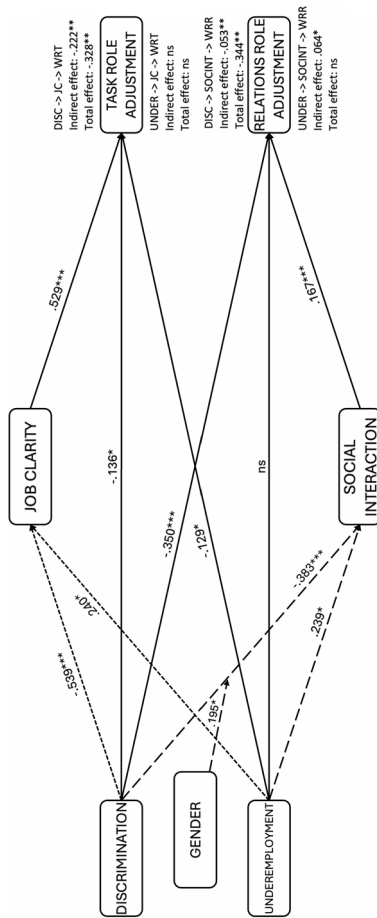 JOB CLARITY
-.539***
240*
.529***
DISC -> JC -> WRT
Indirect effect: -.222**
Total effect: -.328**
DISCRIMINATION
-.136*
TASK ROLE
ADJUSTMENT
UNDER -> JC -> WRT
Indirect effect: ns
Total effect: ns
GENDER
.195*
-.350***
-.129*
DISC -> SOCINT -> WRR
Indirect effect: -.053**
Total effect: -.344**
UNDEREMPLOYMENT
ns
RELATIONS ROLE
ADJUSTMENT
UNDER -> SOCINT -> WRR
Indirect effect: .064*
Total effect: ns
-.383***
.239*
.167***
SOCIAL
INTERACTION